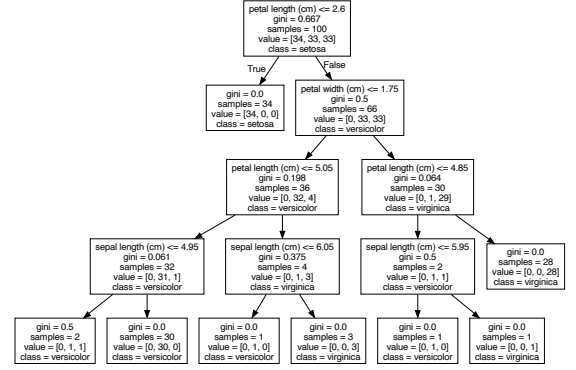 petal length (cm) <= 2.6
gini = 0.667
samples = 100
value = [34, 33, 33]
class = setosa
True
False
gini = 0.0
samples = 34
value = [34, 0, 0]
class = setosa
petal width (cm) <= 1.75
gini = 0.5
samples = 66
value = [0, 33, 33]
class = versicolor
petal length (cm) <= 5.05
gini = 0.198
samples = 36
value = [0, 32, 4]
class = versicolor
petal length (cm) <= 4.85
gini = 0.064
samples = 30
value = [0, 1, 29]
class = virginica
sepal length (cm) <= 4.95
gini = 0.061
samples = 32
value = [0, 31, 1]
class = versicolor
sepal length (cm) <= 6.05
gini = 0.375
samples = 4
value = [0, 1, 3]
class = virginica
sepal length (cm) <= 5.95
gini = 0.5
samples = 2
value = [0, 1, 1]
class = versicolor
gini = 0.0
samples = 28
value = [0, 0, 28]
class = virginica
gini = 0.5
samples = 2
value = [0, 1, 1]
class = versicolor
gini = 0.0
samples = 30
value = [0, 30, 0]
class = versicolor
gini = 0.0
samples = 1
value = [0, 1, 0]
class = versicolor
gini = 0.0
samples = 3
value = [0, 0, 3]
class = virginica
gini = 0.0
samples = 1
value = [0, 1, 0]
class = versicolor
gini = 0.0
samples = 1
value = [0, 0, 1]
class = virginica